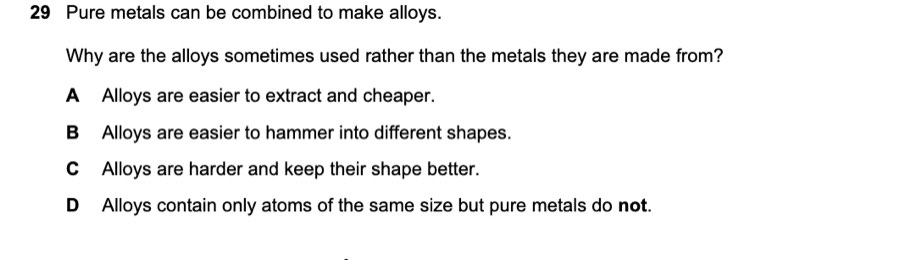 29 Pure metals can be combined to make alloys.
Why are the alloys sometimes used rather than the metals they are made from?
A Alloys are easier to extract and cheaper.
B Alloys are easier to hammer into different shapes.
C Alloys are harder and keep their shape better.
D Alloys contain only atoms of the same size but pure metals do not.